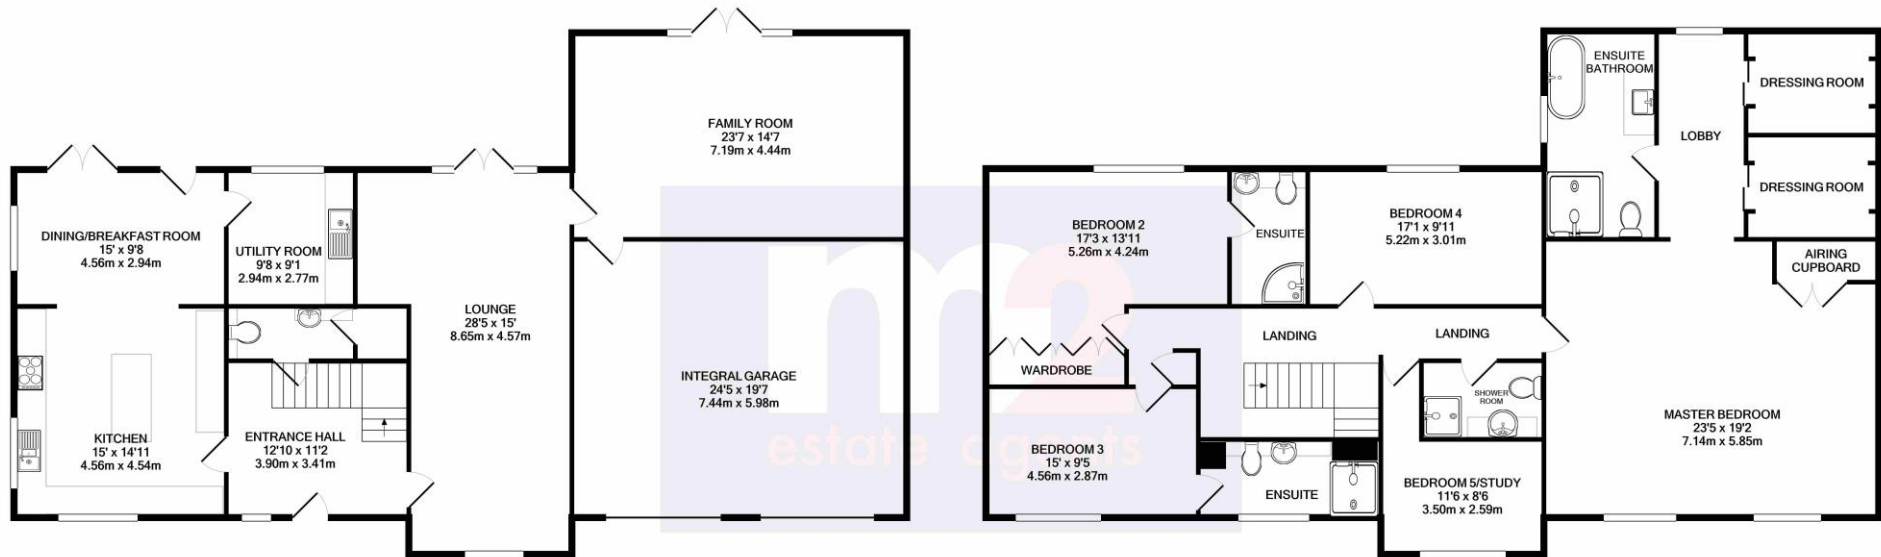 FAMILY ROOM
23'7 x 14'7
7.19m x 4.44m
DINING/BREAKFAST ROOM
15' x 9'8
4.56m x 2.94m
UTILITY ROOM
9'8 x 9'1
2.94m x 2.77m
LOUNGE
28'5 x 15'
8.65m x 4.57m
INTEGRAL GARAGE
24'5 x 19'7
7.44m x 5.98m
KITCHEN
15' x 14'11
4.56m x 4.54m
ENTRANCE HALL
12'10 x 11'2
3.90m x 3.41m
ENSUITE
BATHROOM
LOBBY
DRESSING ROOM
DRESSING ROOM
AIRING
CUPBOARD
BEDROOM 2
17'3 x 13'11
5.26m x 4.24m
ENSUITE
BEDROOM 4
17'1 x 9'11
5.22m x 3.01m
LANDING
LANDING
WARDROBE
SHOWER
ROOM
MASTER BEDROOM
23'5 x 19'2
7.14m x 5.85m
BEDROOM 3
15' x 9'5
4.56m x 2.87m
ENSUITE
BEDROOM 5/STUDY
11'6 x 8'6
3.50m x 2.59m
m2
estate agents